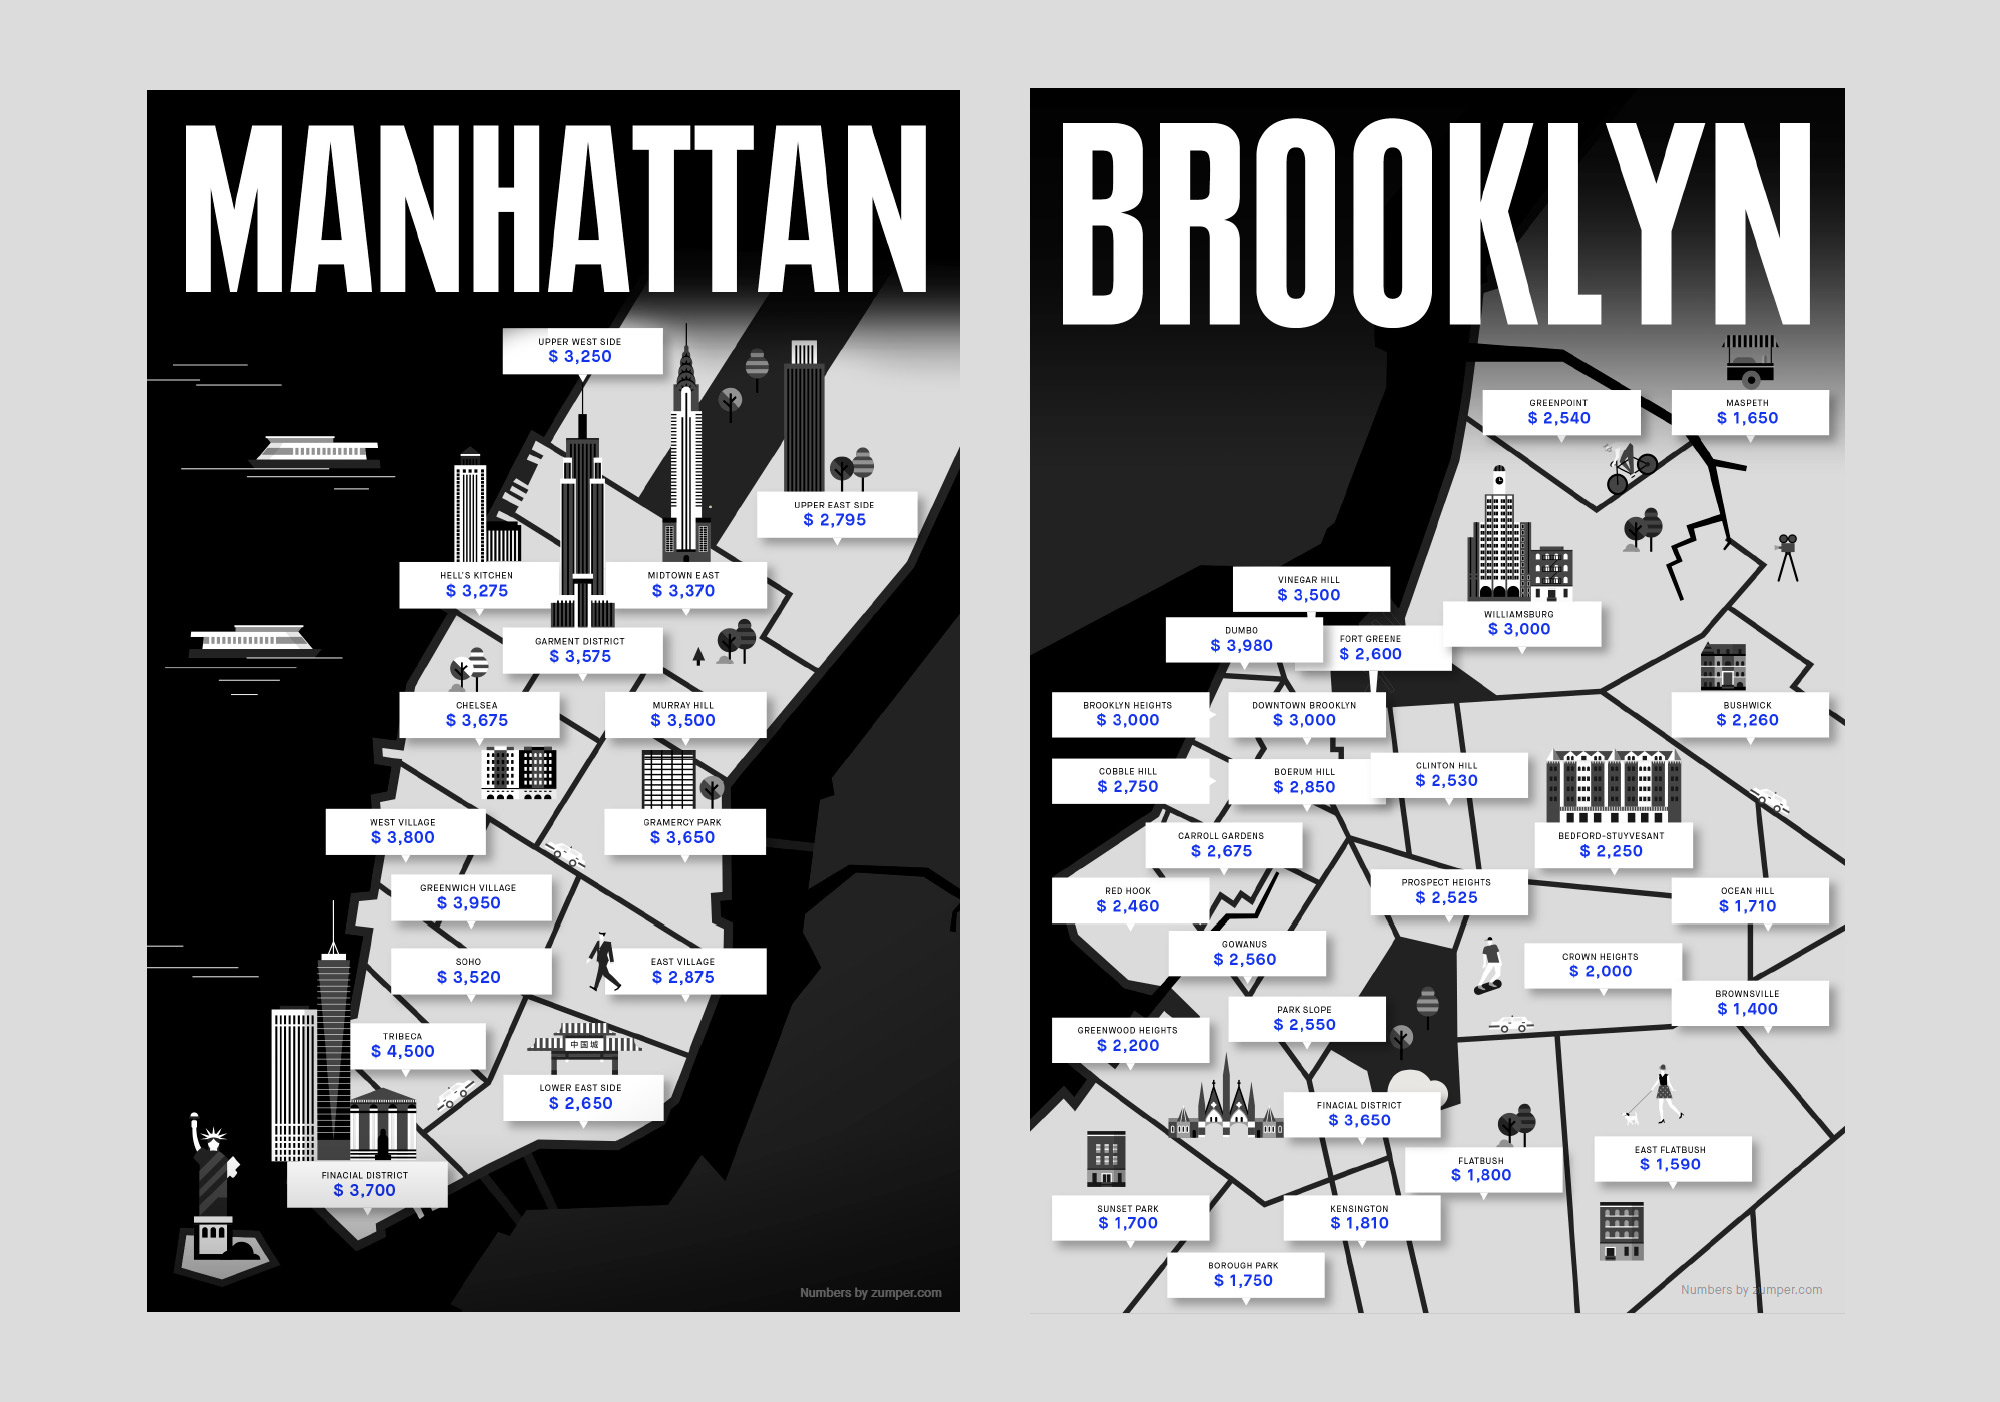 MANHATTAN
UPPER WEST SIDE
$ 3,250
UPPER EAST SIDE
$ 2,795
HELL'S KITCHEN
$ 3,275
MIDTOWN EAST
$ 3,370
GARMENT DISTRICT
$ 3,575
CHELSEA
$ 3,675
MURRAY HILL
$ 3,500
WEST VILLAGE
$ 3,800
GRAMERCY PARK
$ 3,650
GREENWICH VILLAGE
$ 3,950
SOHO
$ 3,520
EAST VILLAGE
$ 2,875
TRIBECA
$ 4,500
中国城
LOWER EAST SIDE
$ 2,650
FINACIAL DISTRICT
$ 3,700
Numbers by zumper.com
BROOKLYN
GREENPOINT
$ 2,540
MASPETH
$ 1,650
VINEGAR HILL
$ 3,500
WILLIAMSBURG
$ 3,000
DUMBO
$ 3,980
FORT GREENE
$ 2,600
BROOKLYN HEIGHTS
$ 3,000
DOWNTOWN BROOKLYN
$ 3,000
BUSHWICK
$ 2,260
COBBLE HILL
$ 2,750
BOERUM HILL
$ 2,850
CLINTON HILL
$ 2,530
CARROLL GARDENS
$ 2,675
BEDFORD-STUYVESANT
$ 2,250
RED HOOK
$ 2,460
PROSPECT HEIGHTS
$ 2,525
OCEAN HILL
$ 1,710
GOWANUS
$ 2,560
CROWN HEIGHTS
$ 2,000
BROWNSVILLE
$ 1,400
PARK SLOPE
$ 2,550
GREENWOOD HEIGHTS
$ 2,200
FINACIAL DISTRICT
$ 3,650
FLATBUSH
$ 1,800
EAST FLATBUSH
$ 1,590
SUNSET PARK
$ 1,700
KENSINGTON
$ 1,810
BOROUGH PARK
$ 1,750
Numbers by zumper.com